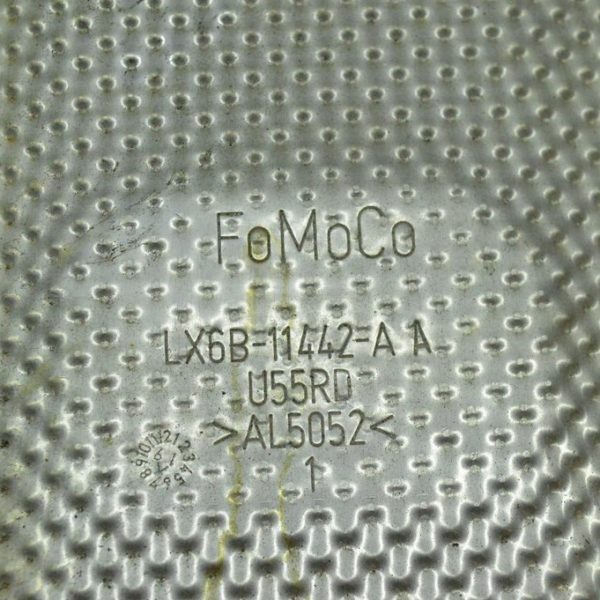 FoMoCo
LX6B-11442-A A
U55RD
>AL5052<
1